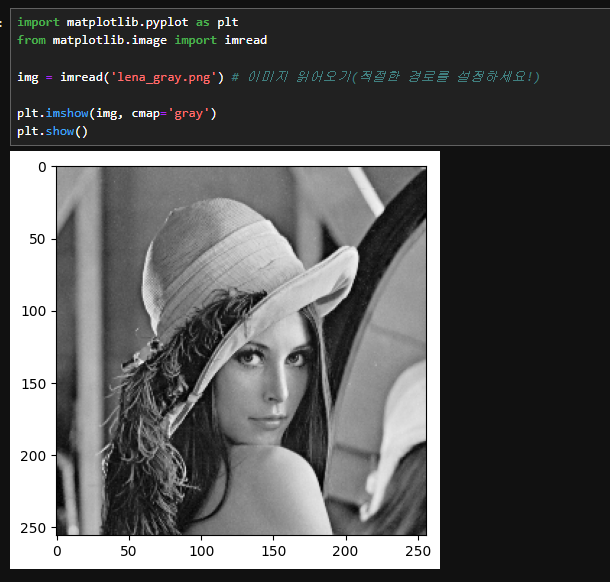 :
import matplotlib.pyplot as plt
from matplotlib.image import imread
img = imread('lena_gray.png') # 이미지 읽어오기(적절한 경로를 설정하세요!)
plt.imshow(img, cmap='gray')
plt.show()
0
50
100
150
200
250
0 50 100 150 200 250